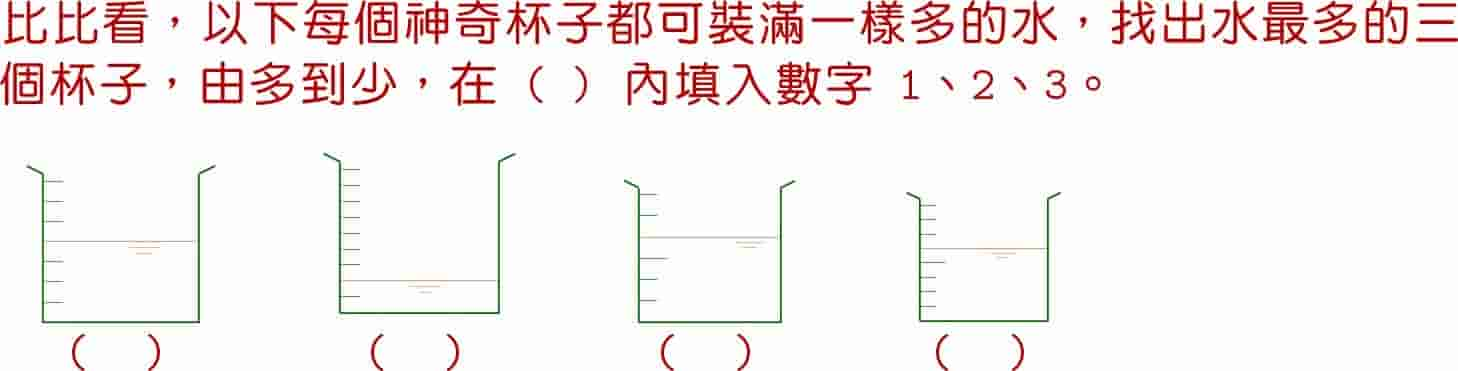 比比看，以下每個神奇杯子都可裝滿一樣多的水，找出水最多的三
個杯子，由多到少，在（ ）內填入數字 1、2、3。
( ) ( ) ( ) ( )